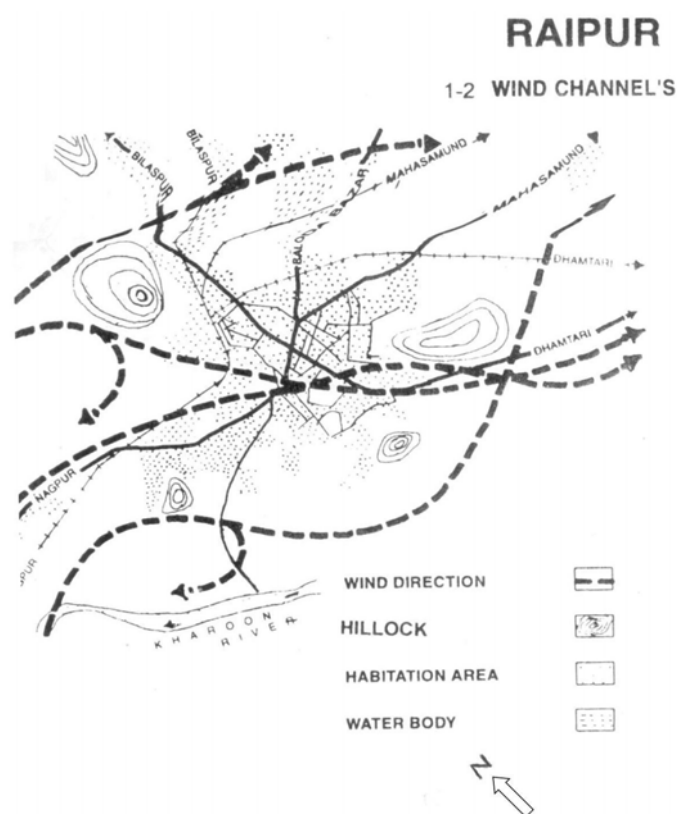 RAIPUR
1-2 WIND CHANNEL'S
BILASPUR
BILASPUR
BALO BAZAR
MAHASAMUND
MAHASAMUND
DHAMTARI
DHAMTARI
NAGPUR
KHAROON
RIVER
WIND DIRECTION
HILLOCK
HABITATION AREA
WATER BODY
N